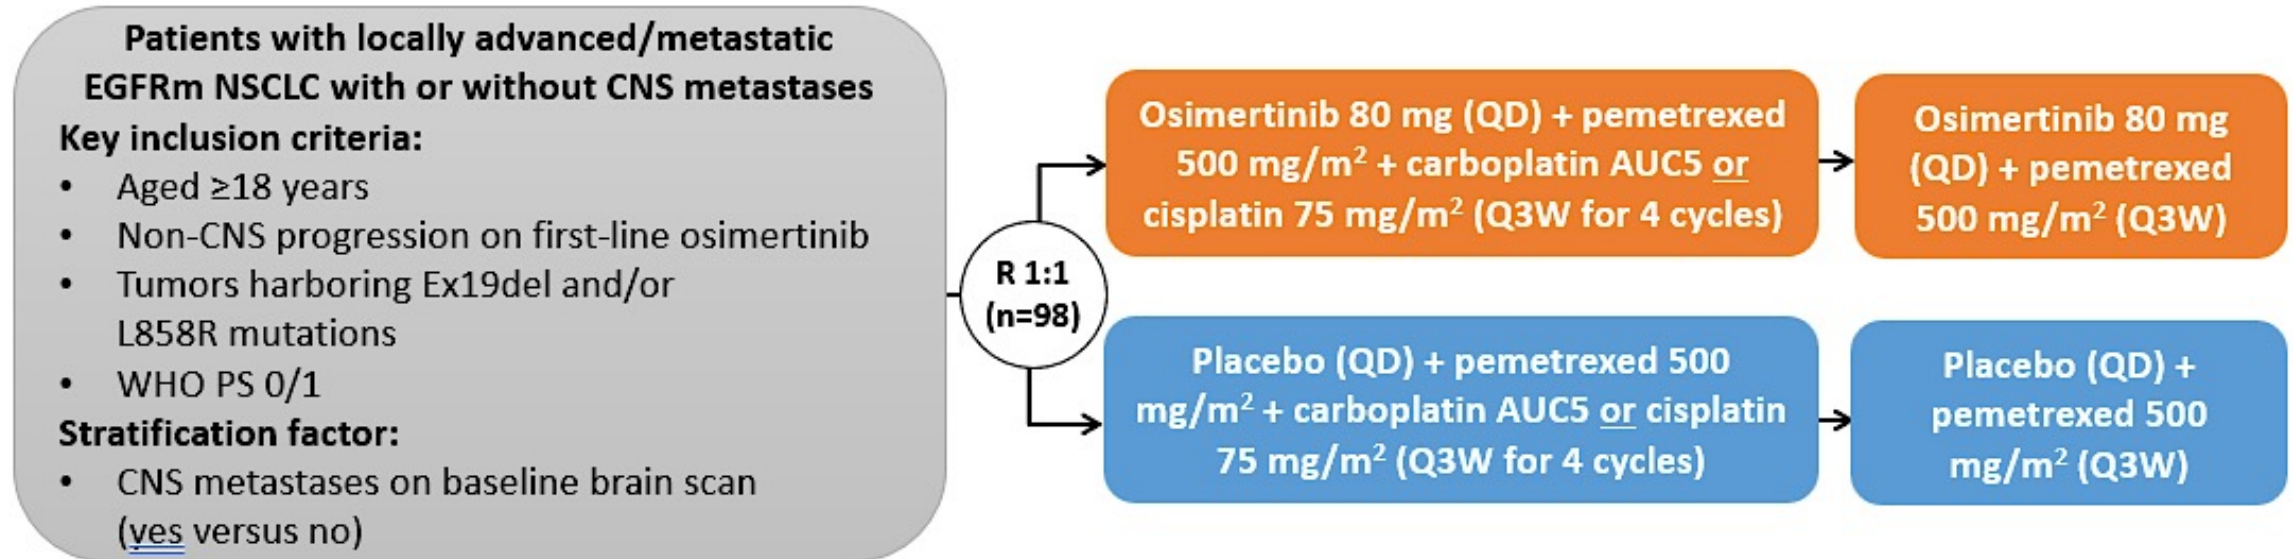 Patients with locally advanced/metastatic
EGFRm NSCLC with or without CNS metastases
Key inclusion criteria:
• Aged ≥18 years
• Non-CNS progression on first-line osimertinib
• Tumors harboring Ex19del and/or
L858R mutations
• WHO PS 0/1
Stratification factor:
• CNS metastases on baseline brain scan
(yes versus no)
R 1:1
(n=98)
Osimertinib 80 mg (QD) + pemetrexed
500 mg/m² + carboplatin AUC5 or
cisplatin 75 mg/m² (Q3W for 4 cycles)
Osimertinib 80 mg
(QD) + pemetrexed
500 mg/m² (Q3W)
Placebo (QD) + pemetrexed 500
mg/m² + carboplatin AUC5 or cisplatin
75 mg/m² (Q3W for 4 cycles)
Placebo (QD) +
pemetrexed 500
mg/m² (Q3W)